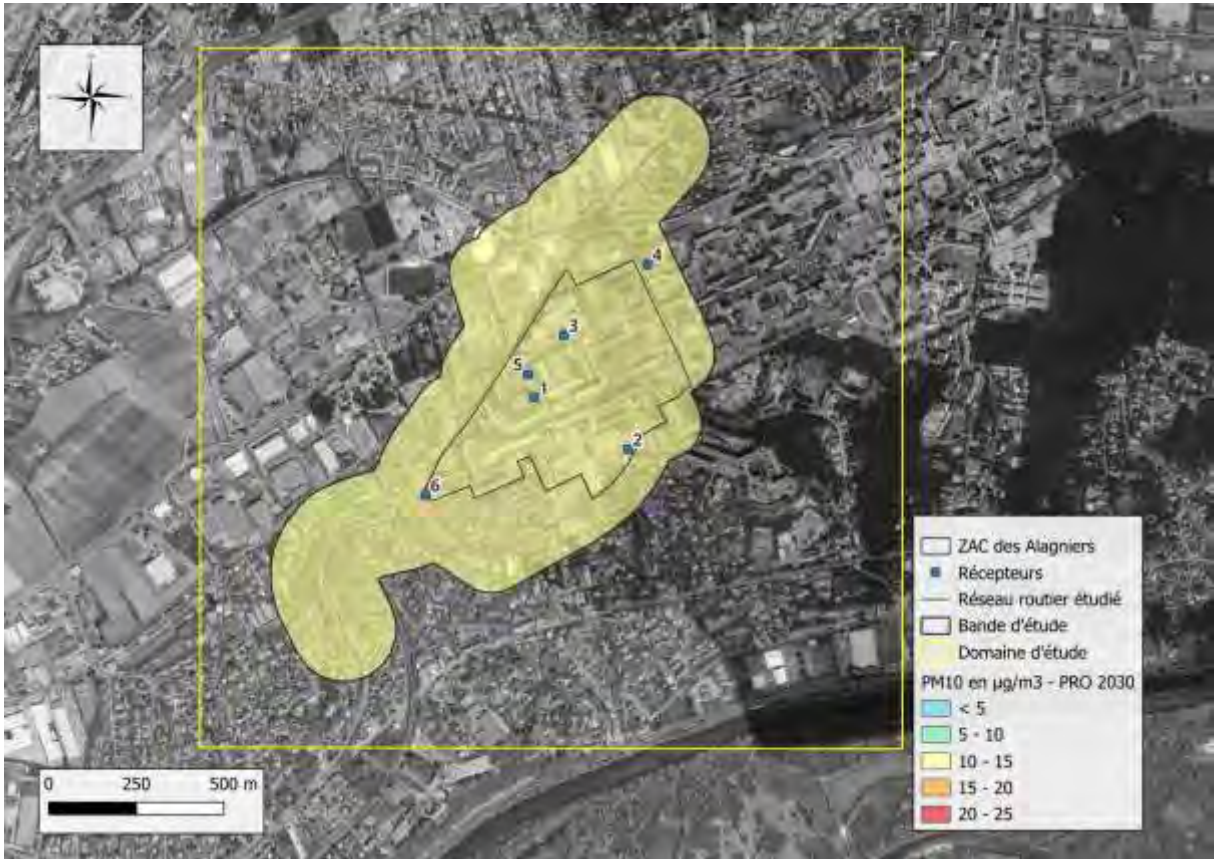 4
3
5
1
2
6
ZAC des Alagniers
Récepteurs
Réseau routier étudié
Bande d'étude
Domaine d'étude
PM10 en µg/m3 - PRO 2030
< 5
5 - 10
10 - 15
15 - 20
20 - 25
0 250 500 m